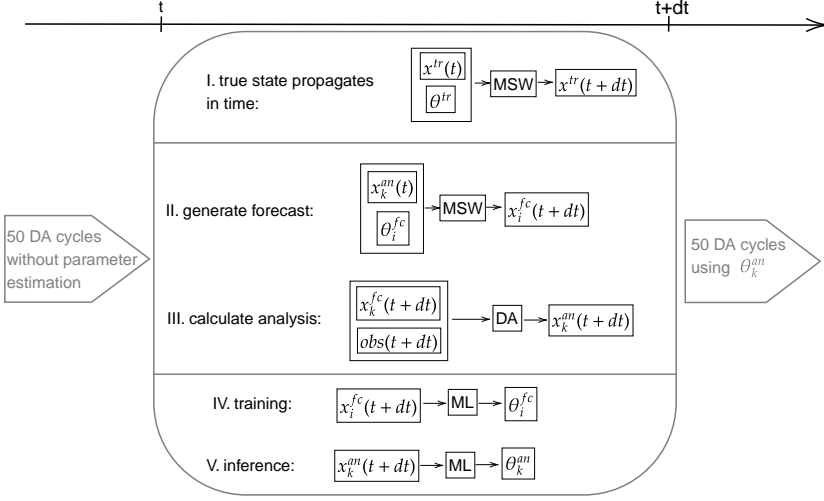 t t+dt
I. true state propagates
in time:
x^{tr}(t)
θ^{tr}
MSW
x^{tr}(t + dt)
II. generate forecast:
x_k^{an}(t)
θ_i^{fc}
MSW
x_i^{fc}(t + dt)
50 DA cycles
without parameter
estimation
50 DA cycles
using θ_k^{an}
III. calculate analysis:
x_k^{fc}(t + dt)
obs(t + dt)
DA
x_k^{an}(t + dt)
IV. training:
x_i^{fc}(t + dt)
ML
θ_i^{fc}
V. inference:
x_k^{an}(t + dt)
ML
θ_k^{an}